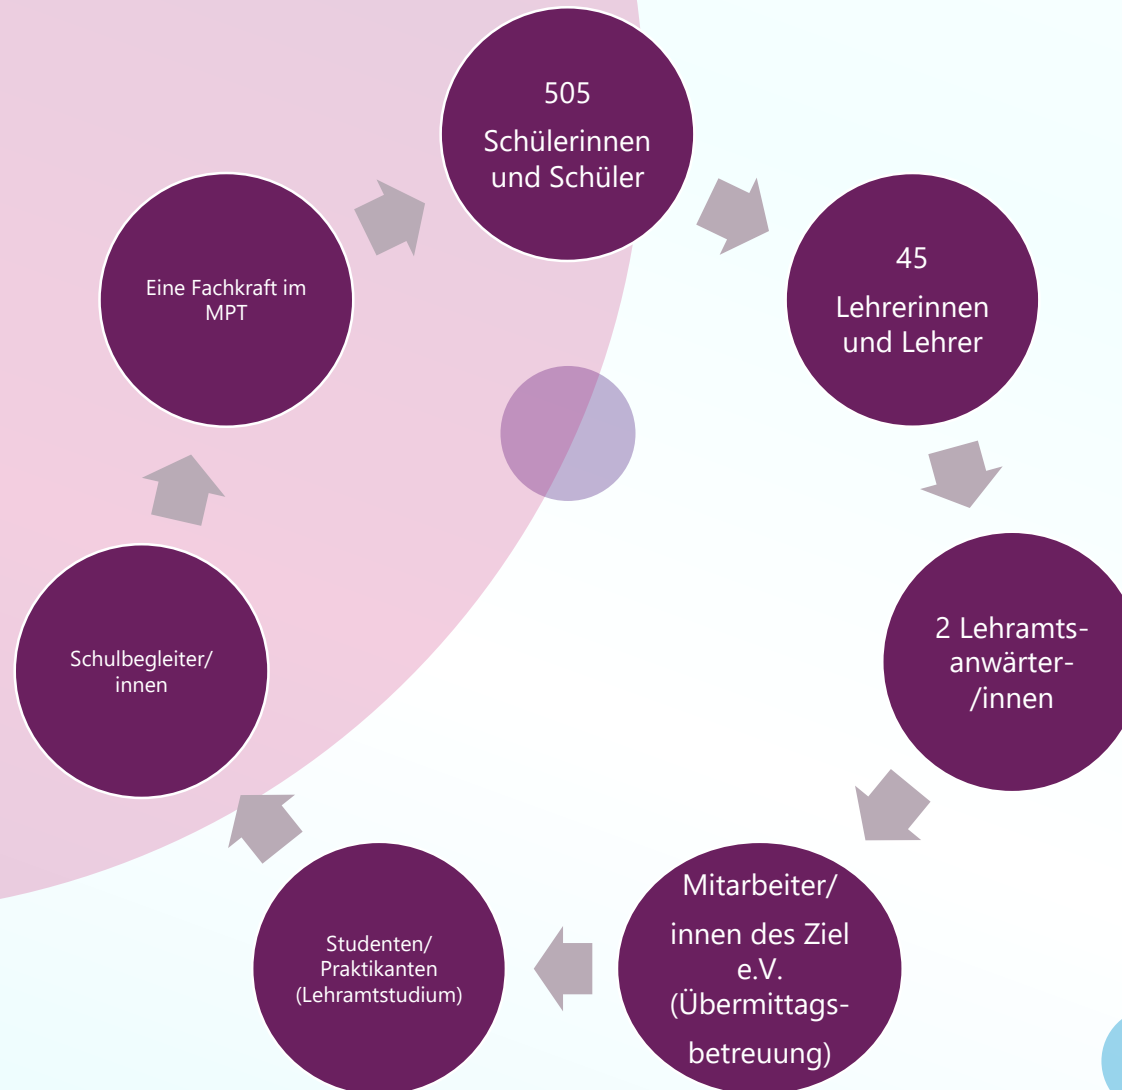 505
Schülerinnen
und Schüler
45
Lehrerinnen
und Lehrer
2 Lehramts-
anwärter-
/innen
Mitarbeiter/
innen des Ziel
e.V.
(Übermittags-
betreuung)
Studenten/
Praktikanten
(Lehramtstudium)
Schulbegleiter/
innen
Eine Fachkraft im
MPT